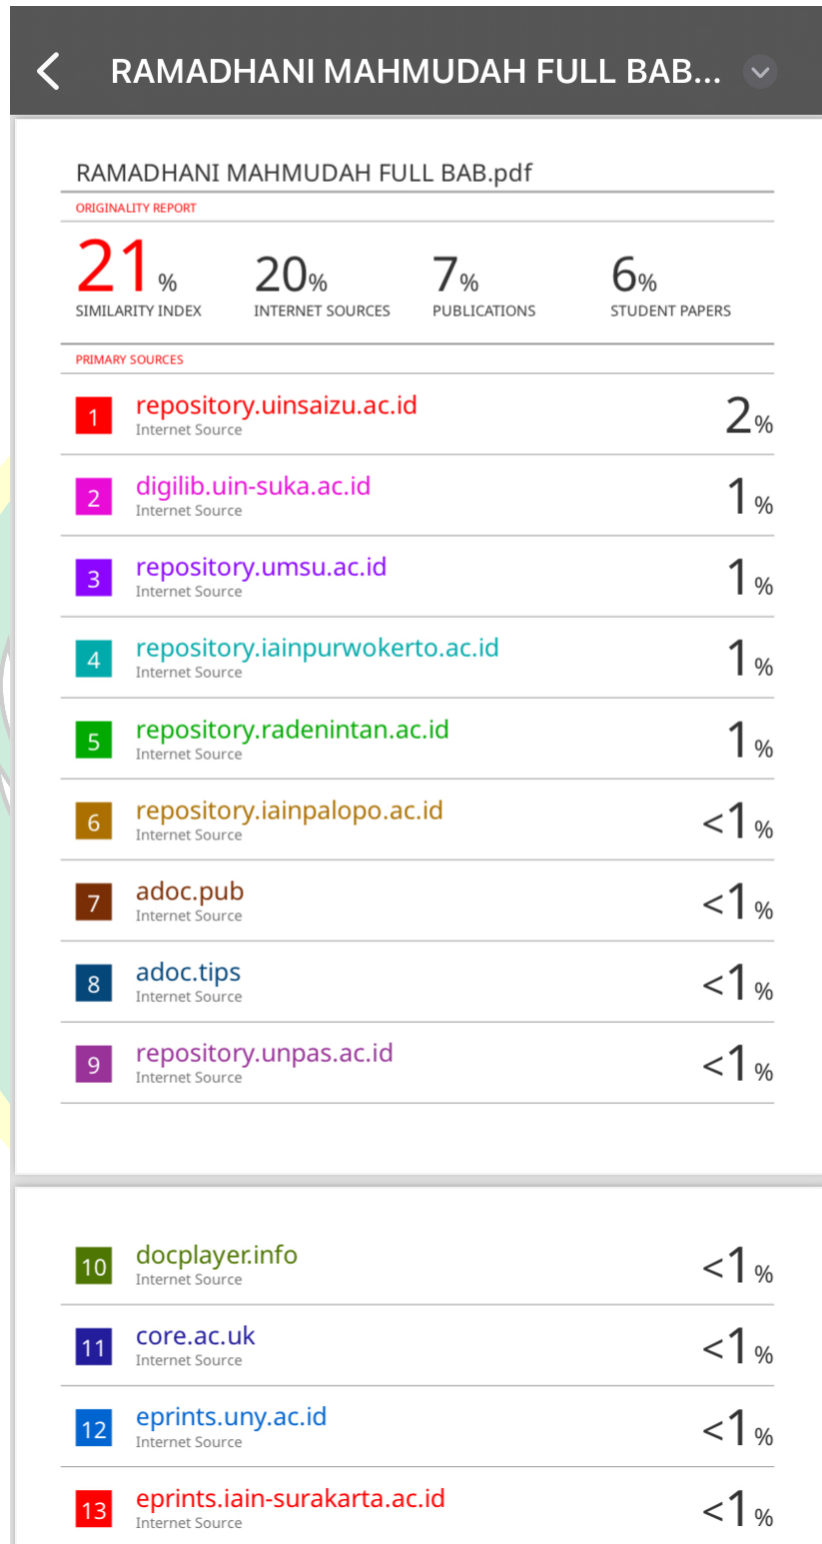 RAMADHANI MAHMUDAH FULL BAB...
RAMADHANI MAHMUDAH FULL BAB.pdf
ORIGINALITY REPORT
21% 20% 7% 6%
SIMILARITY INDEX INTERNET SOURCES PUBLICATIONS STUDENT PAPERS
PRIMARY SOURCES
1 repository.uinsaizu.ac.id 2%
Internet Source
2 digilib.uin-suka.ac.id 1%
Internet Source
3 repository.umsu.ac.id 1%
Internet Source
4 repository.iainpurwokerto.ac.id 1%
Internet Source
5 repository.radenintan.ac.id 1%
Internet Source
6 repository.iainpalopo.ac.id <1%
Internet Source
7 adoc.pub <1%
Internet Source
8 adoc.tips <1%
Internet Source
9 repository.unpas.ac.id <1%
Internet Source
10 docplayer.info <1%
Internet Source
11 core.ac.uk <1%
Internet Source
12 eprints.uny.ac.id <1%
Internet Source
13 eprints.iain-surakarta.ac.id <1%
Internet Source